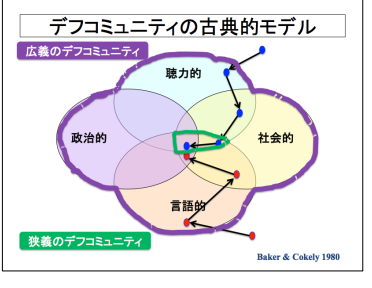 デフコミュニティの古典的モデル
広義のデフコミュニティ
聴力的
政治的
社会的
言語的
狭義のデフコミュニティ
Baker & Cokely 1980